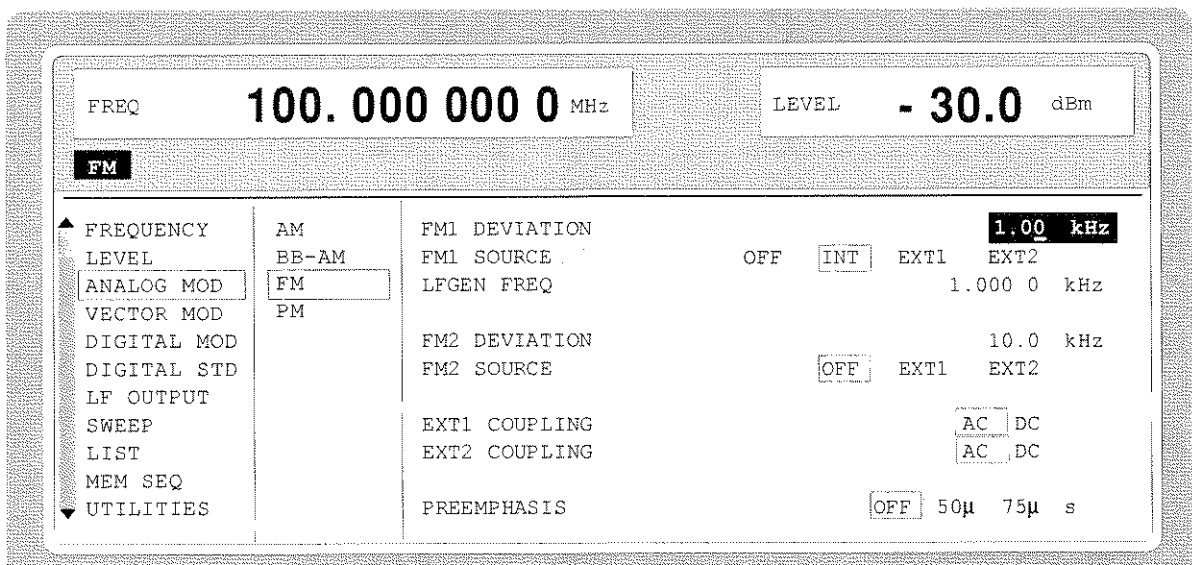 FREQ 100. 000 000 0 MHz LEVEL - 30.0 dBm
FM
FREQUENCY AM FM1 DEVIATION 1.00 kHz
LEVEL BB-AM FM1 SOURCE OFF INT EXT1 EXT2
ANALOG MOD FM LFGEN FREQ 1.000 0 kHz
VECTOR MOD PM
DIGITAL MOD FM2 DEVIATION 10.0 kHz
DIGITAL STD FM2 SOURCE OFF EXT1 EXT2
LF OUTPUT
SWEEP EXT1 COUPLING AC DC
LIST EXT2 COUPLING AC DC
MEM SEQ
UTILITIES PREEMPHASIS OFF 50µ 75µ s